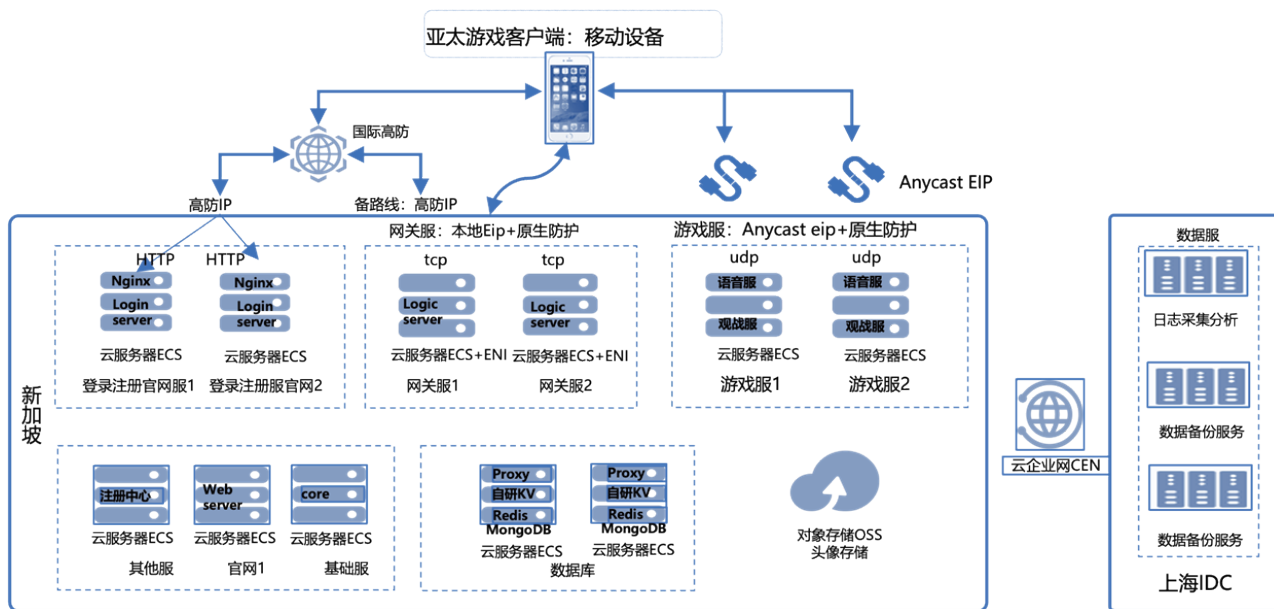 亚太游戏客户端：移动设备
国际高防
Anycast EIP
高防IP
备路线：高防IP
网关服：本地Eip+原生防护
游戏服：Anycast eip+原生防护
HTTP
HTTP
tcp
tcp
udp
udp
Nginx
Login
server
Nginx
Login
server
Logic
server
Logic
server
语音服
观战服
语音服
观战服
云服务器ECS
云服务器ECS
云服务器ECS+ENI
云服务器ECS+ENI
云服务器ECS
云服务器ECS
登录注册官网服1
登录注册服官网2
网关服1
网关服2
游戏服1
游戏服2
新加坡
注册中心
Web
server
core
云服务器ECS
云服务器ECS
云服务器ECS
其他服
官网1
基础服
Proxy
自研KV
Redis
MongoDB
Proxy
自研KV
Redis
MongoDB
云服务器ECS
云服务器ECS
数据库
对象存储OSS
头像存储
云企业网CEN
数据服
日志采集分析
数据备份服务
数据备份服务
上海IDC